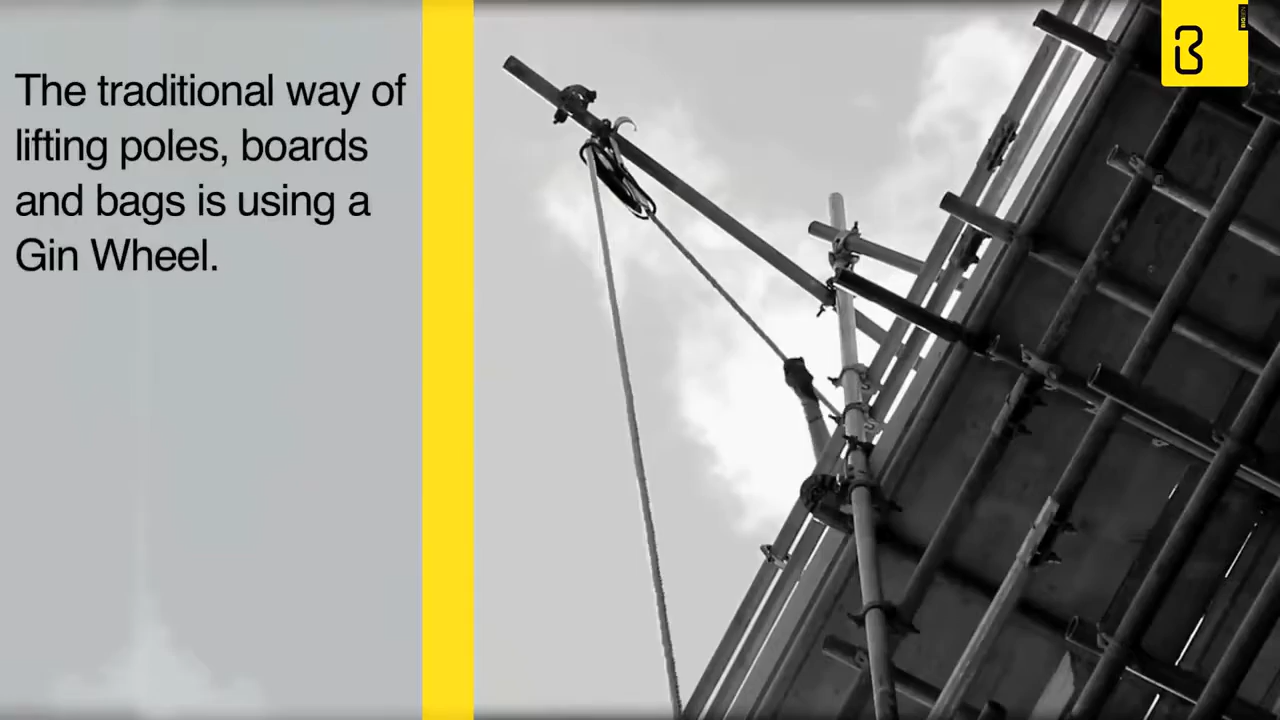 The traditional way of
lifting poles, boards
and bags is using a
Gin Wheel.